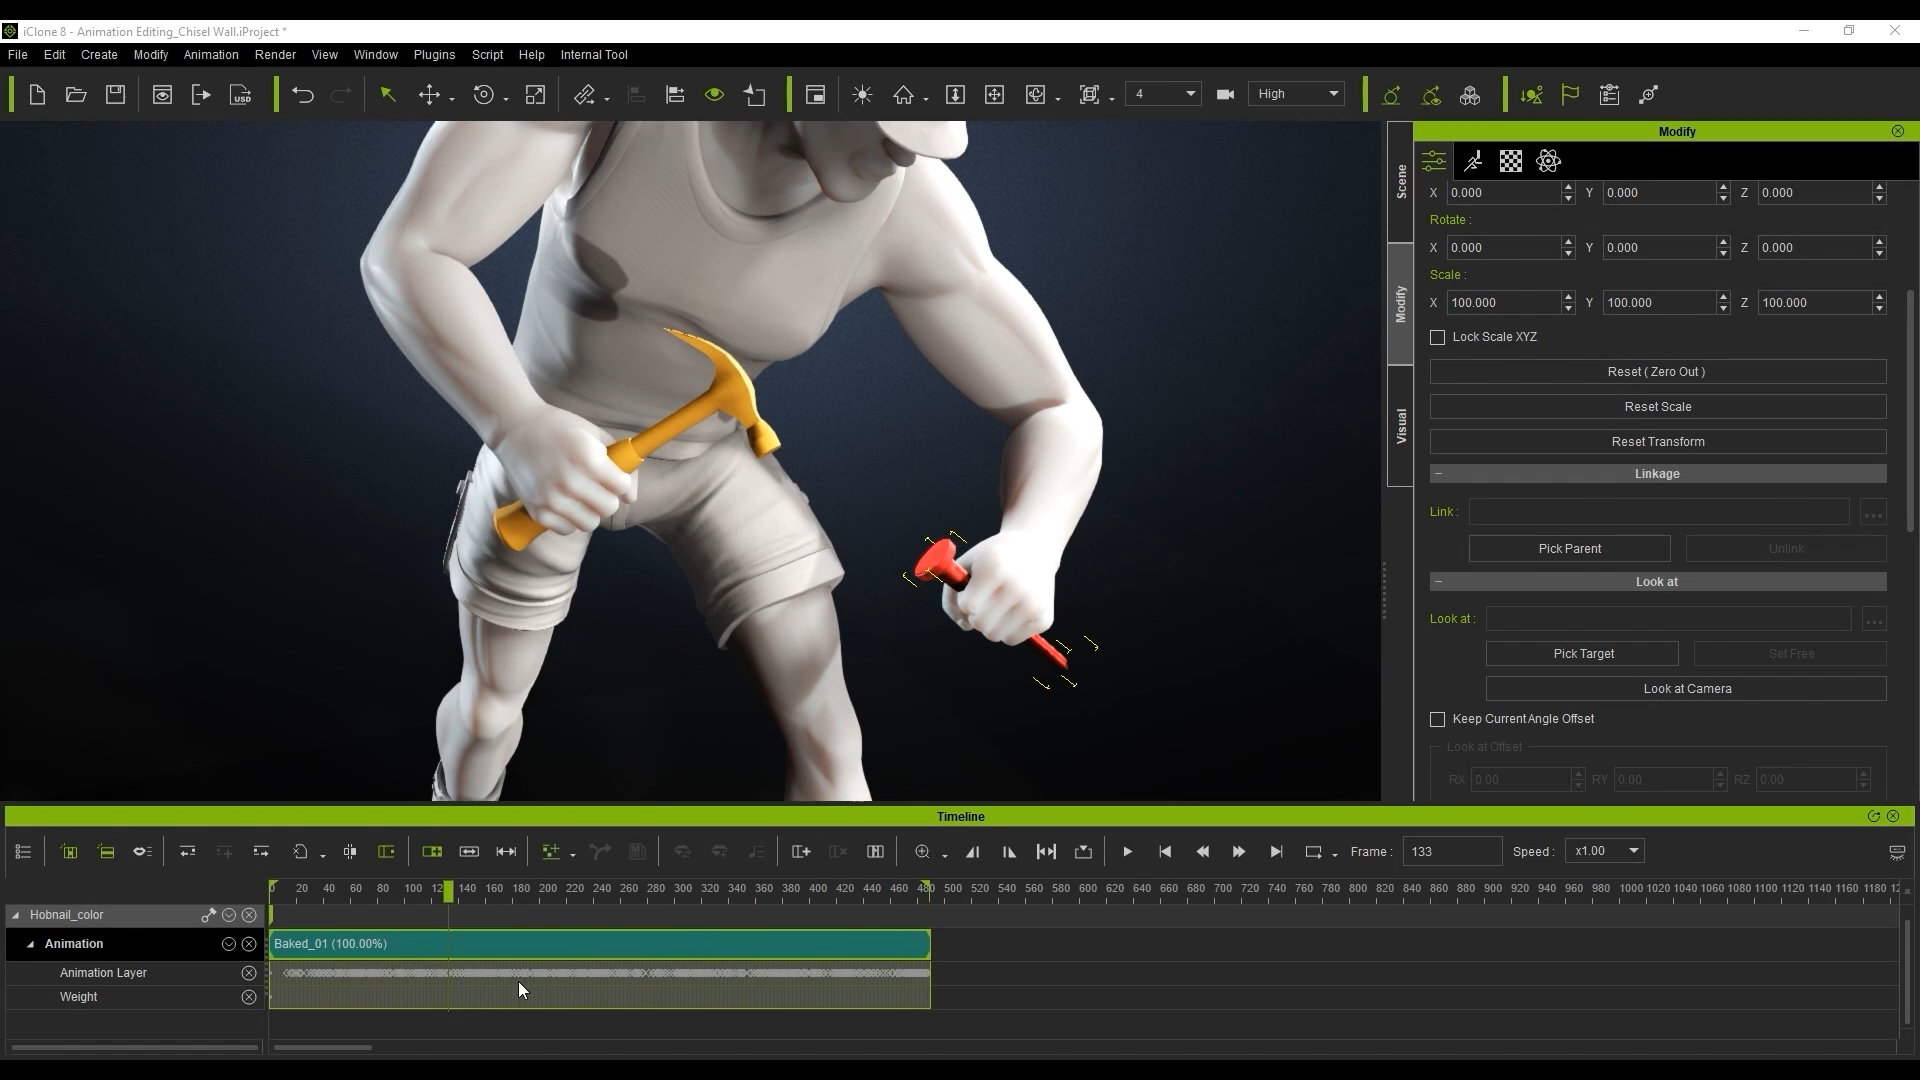 iClone 8 - Animation Editing_Chisel Wall.iProject *
File Edit Create Modify Animation Render View Window Plugins Script Help Internal Tool
USD 4 High
Scene
Modify
Visual
Modify
X 0.000 Y 0.000 Z 0.000
Rotate :
X 0.000 Y 0.000 Z 0.000
Scale :
X 100.000 Y 100.000 Z 100.000
Lock Scale XYZ
Reset ( Zero Out )
Reset Scale
Reset Transform
Linkage
Link : ...
Pick Parent Unlink
Look at
Look at : ...
Pick Target Set Free
Look at Camera
Keep Current Angle Offset
Look at Offset
RX 0.00 RY 0.00 RZ 0.00
Timeline
Frame : 133 Speed : x1.00
0 20 40 60 80 100 140 160 180 200 220 240 260 280 300 320 340 360 380 400 420 440 460 480 500 520 540 560 580 600 620 640 660 680 700 720 740 760 780 800 820 840 860 880 900 920 940 960 980 1000 1020 1040 1060 1080 1100 1120 1140 1160 1180
Hobnail_color
Animation Baked_01 (100.00%)
Animation Layer
Weight